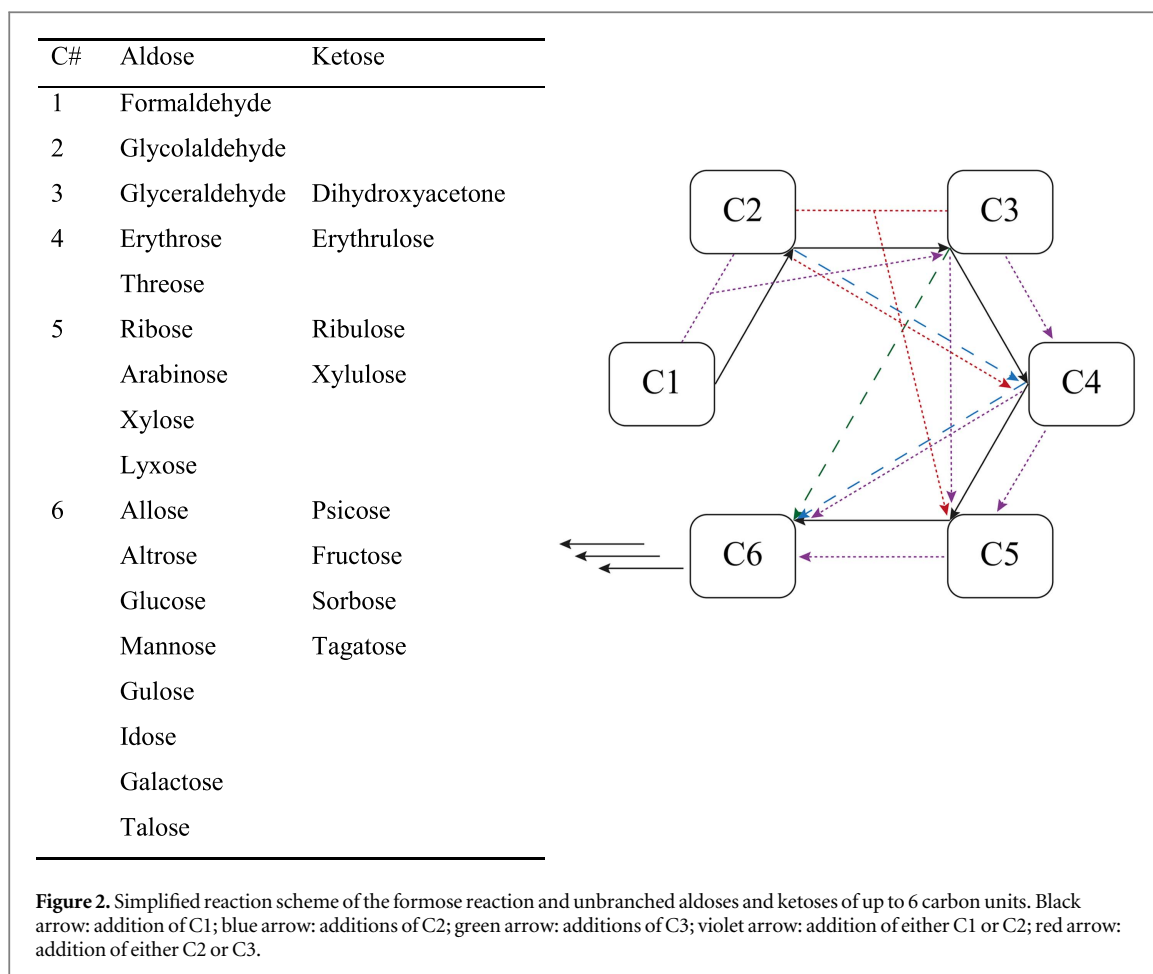 C# Aldose Ketose
1 Formaldehyde
2 Glycolaldehyde
3 Glyceraldehyde Dihydroxyacetone
4 Erythrose Erythrulose
Threose
5 Ribose Ribulose
Arabinose Xylulose
Xylose
Lyxose
6 Allose Psicose
Altrose Fructose
Glucose Sorbose
Mannose Tagatose
Gulose
Idose
Galactose
Talose
C2 C3
C1 C4
C6 C5
Figure 2. Simplified reaction scheme of the formose reaction and unbranched aldoses and ketoses of up to 6 carbon units. Black
arrow: addition of C1; blue arrow: additions of C2; green arrow: additions of C3; violet arrow: addition of either C1 or C2; red arrow:
addition of either C2 or C3.